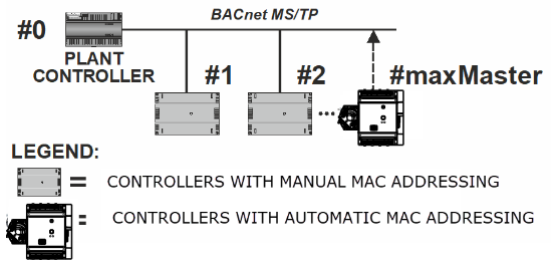 BACnet MS/TP
#0
PLANT
CONTROLLER
#1
#2
#maxMaster
LEGEND:
= CONTROLLERS WITH MANUAL MAC ADDRESSING
= CONTROLLERS WITH AUTOMATIC MAC ADDRESSING